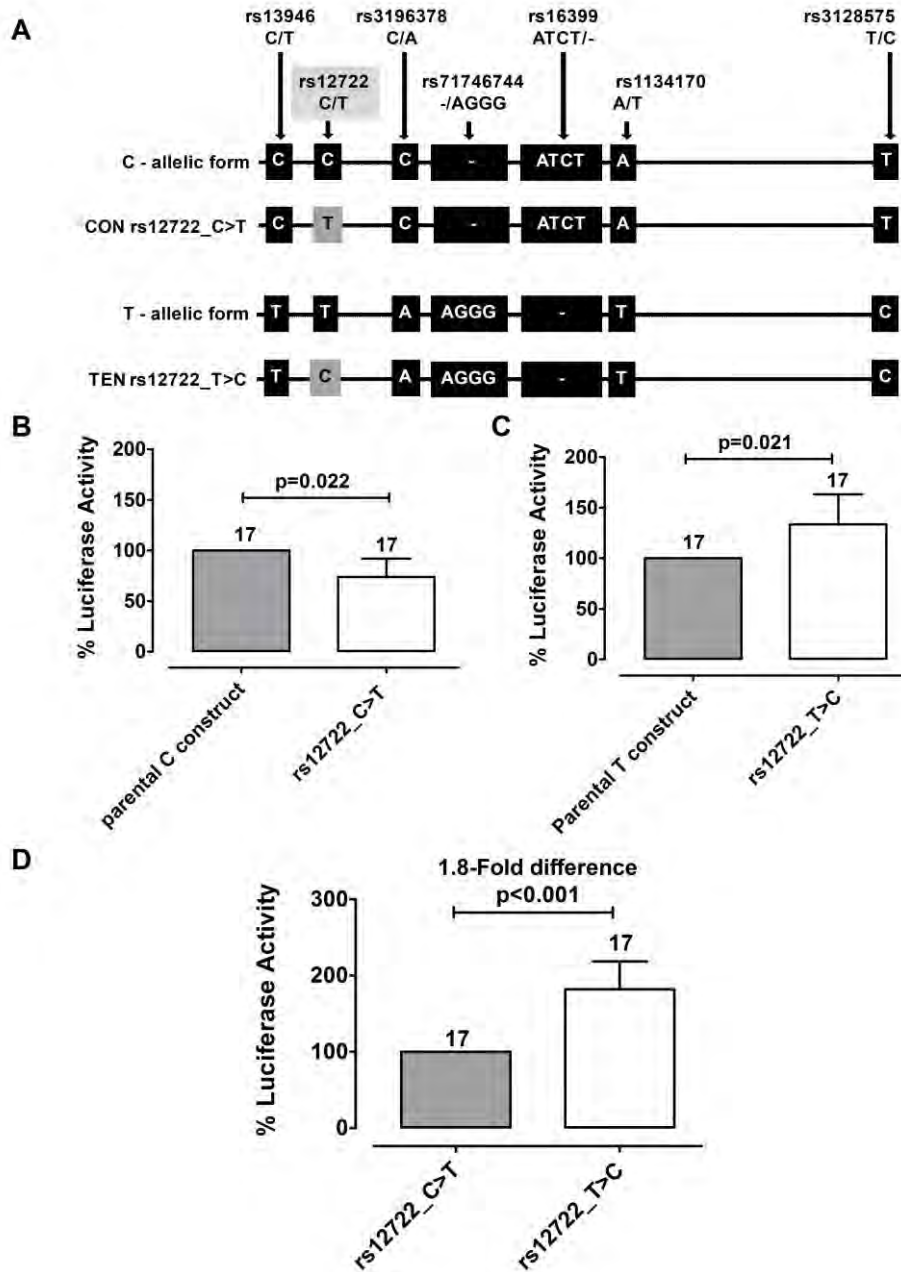 A
rs13946
C/T
rs3196378
C/A
rs16399
ATCT/-
rs3128575
T/C
rs12722
C/T
rs71746744
-/AGGG
rs1134170
A/T
C - allelic form C C C - ATCT A T
CON rs12722_C>T C T C - ATCT A T
T - allelic form T T A AGGG - T C
TEN rs12722_T>C T C A AGGG - T C
B
% Luciferase Activity
200
150
100
50
0
p=0.022
17
17
parental C construct
rs12722_C>T
C
% Luciferase Activity
200
150
100
50
0
p=0.021
17
17
Parental T construct
rs12722_T>C
D
1.8-Fold difference
p<0.001
% Luciferase Activity
300
200
100
0
17
17
rs12722_C>T
rs12722_T>C